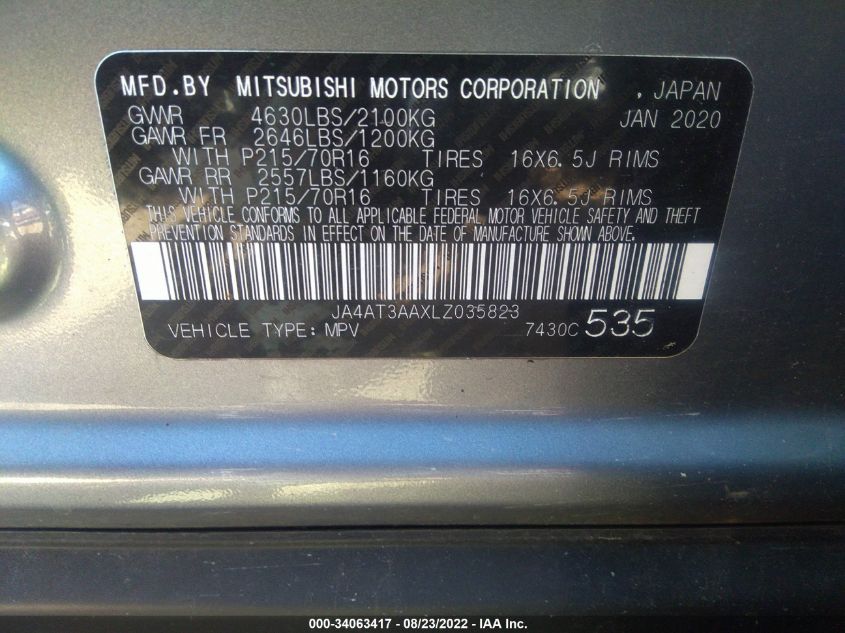 MFD.BY MITSUBISHI MOTORS CORPORATION , JAPAN
GVWR 4630LBS/2100KG JAN 2020
GAWR FR 2646LBS/1200KG
WITH P215/70R16 TIRES 16X6.5J RIMS
GAWR RR 2557LBS/1160KG
WITH P215/70R16 TIRES 16X6.5J RIMS
THIS VEHICLE CONFORMS TO ALL APPLICABLE FEDERAL MOTOR VEHICLE SAFETY AND THEFT
PREVENTION STANDARDS IN EFFECT ON THE DATE OF MANUFACTURE SHOWN ABOVE.
JA4AT3AAXLZ035823
VEHICLE TYPE: MPV 7430C 535
000-34063417 - 08/23/2022 - IAA Inc.